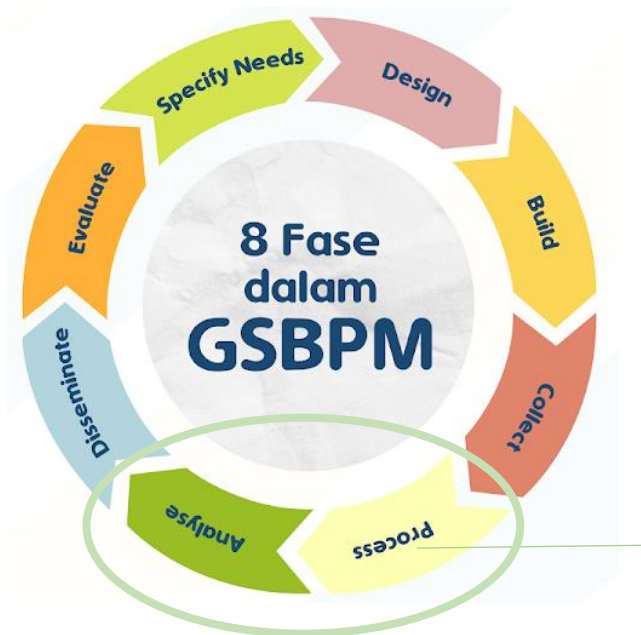 8 Fase
dalam
GSBPM
Specify Needs
Design
Build
Collect
Process
Analyse
Disseminate
Evaluate